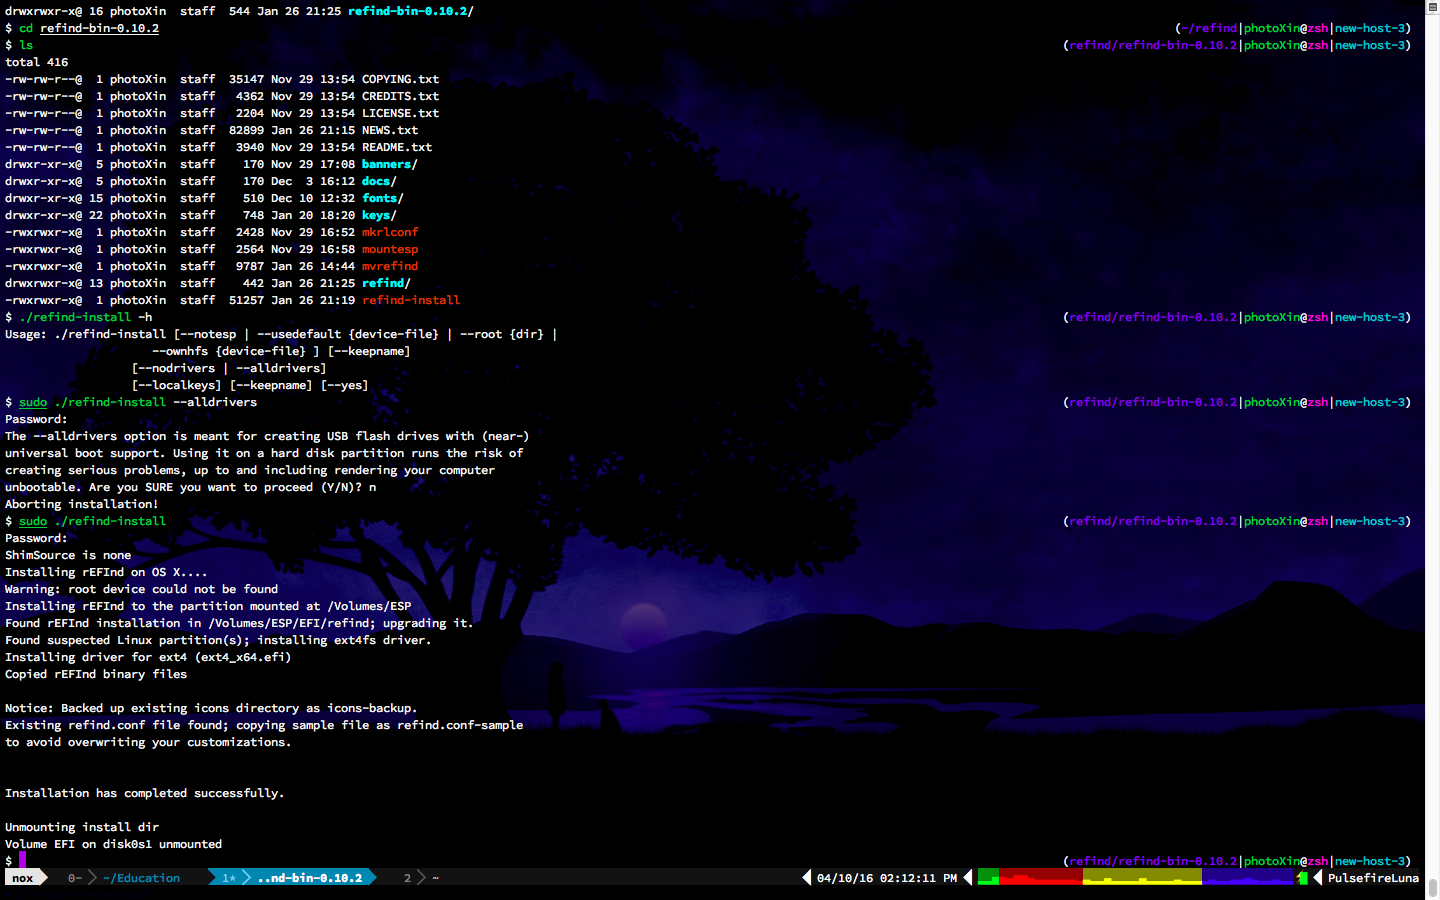 drwxrwxr-x@ 16 photoXin  staff  544 Jan 26 21:25 refind-bin-0.10.2/
$ cd refind-bin-0.10.2 (~/refind|photoXin@zsh|new-host-3)
$ ls (refind/refind-bin-0.10.2|photoXin@zsh|new-host-3)
total 416
-rw-rw-r--@  1 photoXin  staff  35147 Nov 29 13:54 COPYING.txt
-rw-rw-r--@  1 photoXin  staff   4362 Nov 29 13:54 CREDITS.txt
-rw-rw-r--@  1 photoXin  staff   2204 Nov 29 13:54 LICENSE.txt
-rw-rw-r--@  1 photoXin  staff  82899 Jan 26 21:15 NEWS.txt
-rw-rw-r--@  1 photoXin  staff   3940 Nov 29 13:54 README.txt
drwxr-xr-x@  5 photoXin  staff    170 Nov 29 17:08 banners/
drwxr-xr-x@  5 photoXin  staff    170 Dec  3 16:12 docs/
drwxr-xr-x@ 15 photoXin  staff    510 Dec 10 12:32 fonts/
drwxr-xr-x@ 22 photoXin  staff    748 Jan 20 18:20 keys/
-rwxrwxr-x@  1 photoXin  staff   2428 Nov 29 16:52 mkrlconf
-rwxrwxr-x@  1 photoXin  staff   2564 Nov 29 16:58 mountesp
-rwxrwxr-x@  1 photoXin  staff   9787 Jan 26 14:44 mvrefind
drwxrwxr-x@ 13 photoXin  staff    442 Jan 26 21:25 refind/
-rwxrwxr-x@  1 photoXin  staff  51257 Jan 26 21:19 refind-install
$ ./refind-install -h (refind/refind-bin-0.10.2|photoXin@zsh|new-host-3)
Usage: ./refind-install [--notesp | --usedefault {device-file} | --root {dir} |
--ownhfs {device-file} ] [--keepname]
[--nodrivers | --alldrivers]
[--localkeys] [--keepname] [--yes]
$ sudo ./refind-install --alldrivers (refind/refind-bin-0.10.2|photoXin@zsh|new-host-3)
Password:
The --alldrivers option is meant for creating USB flash drives with (near-)
universal boot support. Using it on a hard disk partition runs the risk of
creating serious problems, up to and including rendering your computer
unbootable. Are you SURE you want to proceed (Y/N)? n
Aborting installation!
$ sudo ./refind-install (refind/refind-bin-0.10.2|photoXin@zsh|new-host-3)
Password:
ShimSource is none
Installing rEFInd on OS X....
Warning: root device could not be found
Installing rEFInd to the partition mounted at /Volumes/ESP
Found rEFInd installation in /Volumes/ESP/EFI/refind; upgrading it.
Found suspected Linux partition(s); installing ext4fs driver.
Installing driver for ext4 (ext4_x64.efi)
Copied rEFInd binary files
Notice: Backed up existing icons directory as icons-backup.
Existing refind.conf file found; copying sample file as refind.conf-sample
to avoid overwriting your customizations.
Installation has completed successfully.
Unmounting install dir
Volume EFI on disk0s1 unmounted
$ (refind/refind-bin-0.10.2|photoXin@zsh|new-host-3)
nox 0- ~/Education 1* ..nd-bin-0.10.2 2 ~ 04/10/16 02:12:11 PM PulsefireLuna